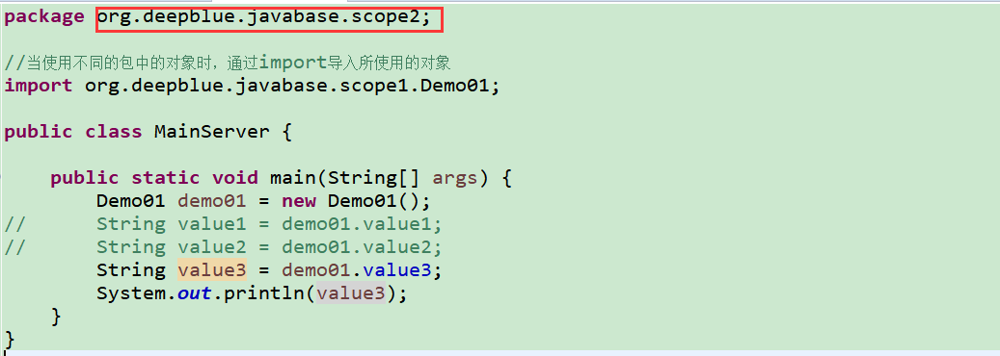 package org.deepblue.javabase.scope2;
//当使用不同的包中的对象时，通过import导入所使用的对象
import org.deepblue.javabase.scope1.Demo01;
public class MainServer {
public static void main(String[] args) {
Demo01 demo01 = new Demo01();
// String value1 = demo01.value1;
// String value2 = demo01.value2;
String value3 = demo01.value3;
System.out.println(value3);
}
}